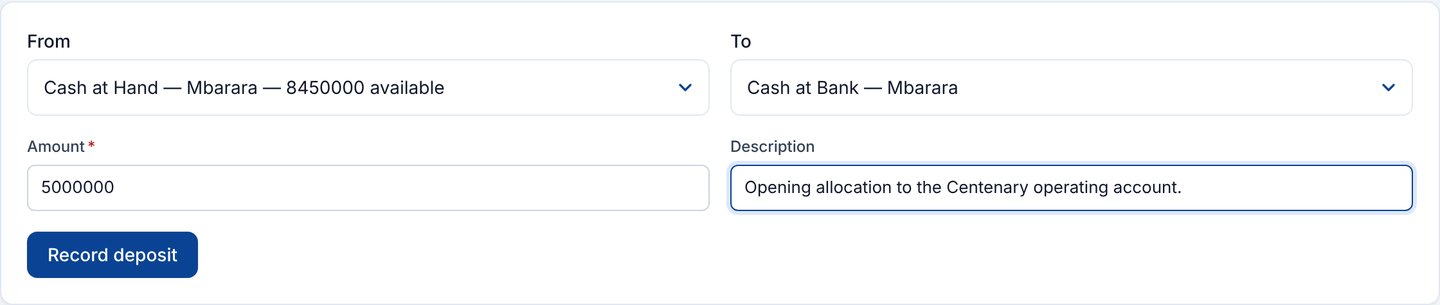 From
To
Cash at Hand — Mbarara — 8450000 available
Cash at Bank — Mbarara
Amount *
Description
5000000
Opening allocation to the Centenary operating account.
Record deposit